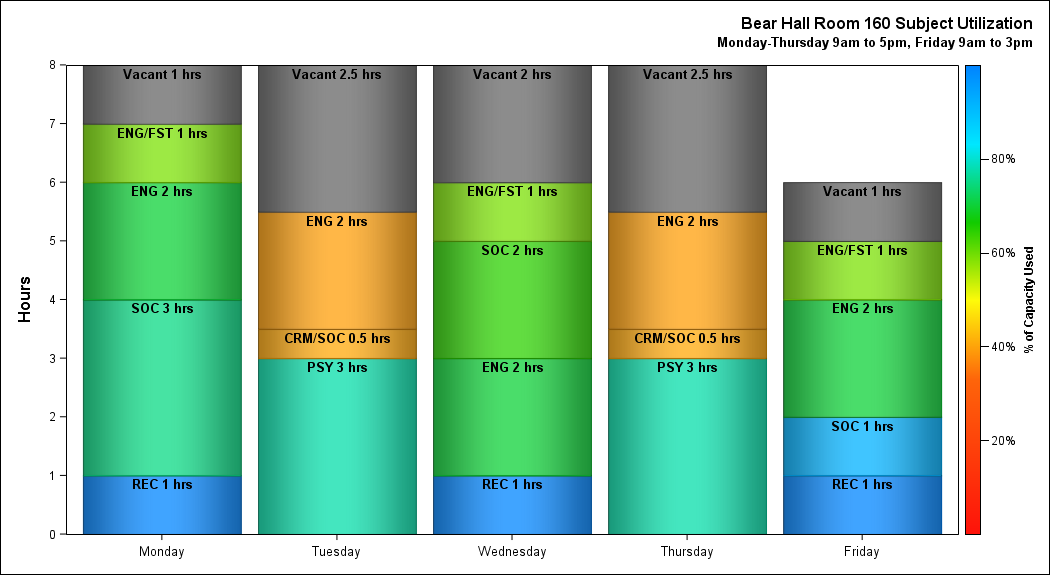 Bear Hall Room 160 Subject Utilization
Monday-Thursday 9am to 5pm, Friday 9am to 3pm
Hours
8
7
6
5
4
3
2
1
0
Vacant 1 hrs
ENG/FST 1 hrs
ENG 2 hrs
SOC 3 hrs
REC 1 hrs
Vacant 2.5 hrs
ENG 2 hrs
CRM/SOC 0.5 hrs
PSY 3 hrs
Vacant 2 hrs
ENG/FST 1 hrs
SOC 2 hrs
ENG 2 hrs
REC 1 hrs
Vacant 2.5 hrs
ENG 2 hrs
CRM/SOC 0.5 hrs
PSY 3 hrs
Vacant 1 hrs
ENG/FST 1 hrs
ENG 2 hrs
SOC 1 hrs
REC 1 hrs
Monday
Tuesday
Wednesday
Thursday
Friday
80%
60%
40%
20%
% of Capacity Used